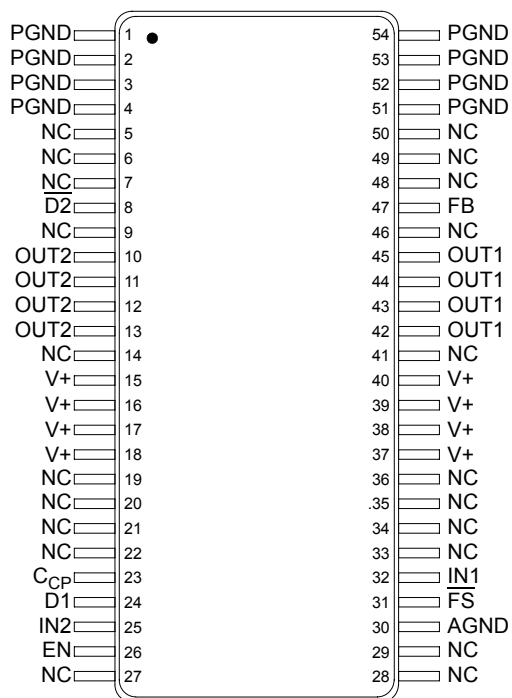 PGND 1 54 PGND
PGND 2 53 PGND
PGND 3 52 PGND
PGND 4 51 PGND
NC 5 50 NC
NC 6 49 NC
NC 7 48 NC
D2 8 47 FB
NC 9 46 NC
OUT2 10 45 OUT1
OUT2 11 44 OUT1
OUT2 12 43 OUT1
OUT2 13 42 OUT1
NC 14 41 NC
V+ 15 40 V+
V+ 16 39 V+
V+ 17 38 V+
V+ 18 37 V+
NC 19 36 NC
NC 20 .35 NC
NC 21 34 NC
NC 22 33 NC
CCP 23 32 IN1
D1 24 31 FS
IN2 25 30 AGND
EN 26 29 NC
NC 27 28 NC